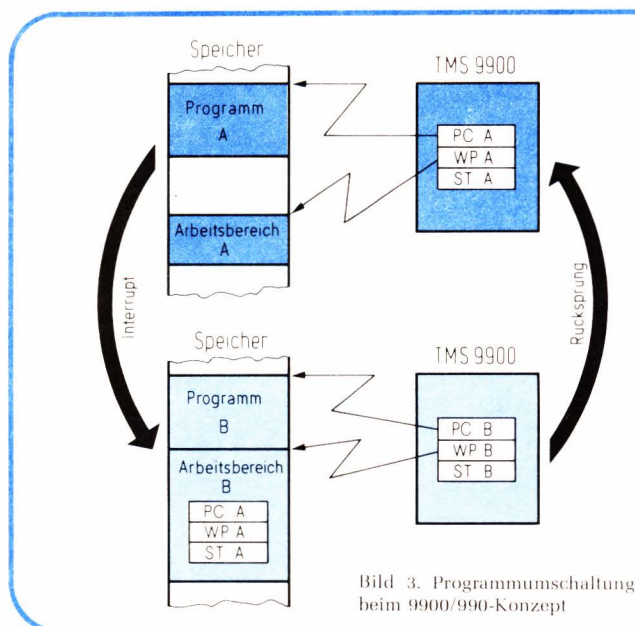 Speicher
TMS 9900
Programm
A
PC A
WP A
ST A
Arbeitsbereich
A
Interrupt
Rücksprung
Speicher
TMS 9900
Programm
B
PC B
WP B
ST B
Arbeitsbereich
B
PC A
WP A
ST A
Bild 3. Programmumschaltung
beim 9900/990-Konzept